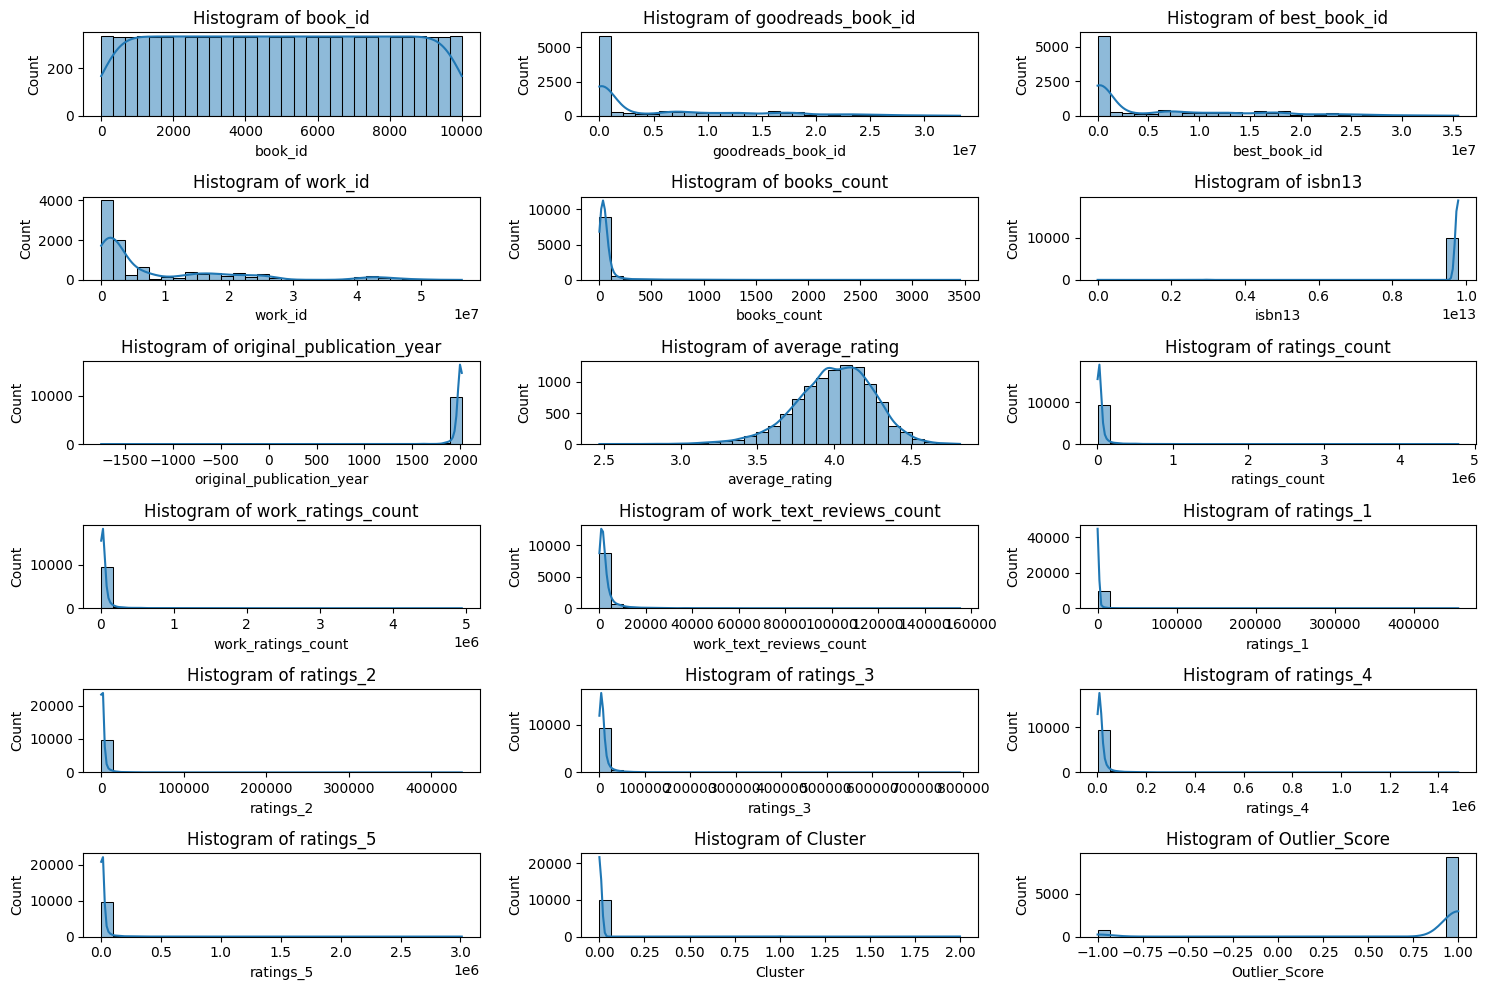 Histogram of book_id
Count
200
0
0 2000 4000 6000 8000 10000
book_id
Histogram of goodreads_book_id
Count
5000
2500
0
0.0 0.5 1.0 1.5 2.0 2.5 3.0
1e7
goodreads_book_id
Histogram of best_book_id
Count
5000
2500
0
0.0 0.5 1.0 1.5 2.0 2.5 3.0 3.5
1e7
best_book_id
Histogram of work_id
Count
4000
2000
0
0 1 2 3 4 5
1e7
work_id
Histogram of books_count
Count
10000
5000
0
0 500 1000 1500 2000 2500 3000 3500
books_count
Histogram of isbn13
Count
10000
0
0.0 0.2 0.4 0.6 0.8 1.0
1e13
isbn13
Histogram of original_publication_year
Count
10000
0
−1500 −1000 −500 0 500 1000 1500 2000
original_publication_year
Histogram of average_rating
Count
1000
500
0
2.5 3.0 3.5 4.0 4.5
average_rating
Histogram of ratings_count
Count
10000
0
0 1 2 3 4 5
1e6
ratings_count
Histogram of work_ratings_count
Count
10000
0
0 1 2 3 4 5
1e6
work_ratings_count
Histogram of work_text_reviews_count
Count
10000
5000
0
0 20000 40000 60000 80000 100000 120000 140000 160000
work_text_reviews_count
Histogram of ratings_1
Count
40000
20000
0
0 100000 200000 300000 400000
ratings_1
Histogram of ratings_2
Count
20000
10000
0
0 100000 200000 300000 400000
ratings_2
Histogram of ratings_3
Count
10000
0
0 100000 200000 300000 400000 500000 600000 700000 800000
ratings_3
Histogram of ratings_4
Count
10000
0
0.0 0.2 0.4 0.6 0.8 1.0 1.2 1.4
1e6
ratings_4
Histogram of ratings_5
Count
20000
10000
0
0.0 0.5 1.0 1.5 2.0 2.5 3.0
1e6
ratings_5
Histogram of Cluster
Count
20000
10000
0
0.00 0.25 0.50 0.75 1.00 1.25 1.50 1.75 2.00
Cluster
Histogram of Outlier_Score
Count
5000
0
−1.00 −0.75 −0.50 −0.25 0.00 0.25 0.50 0.75 1.00
Outlier_Score